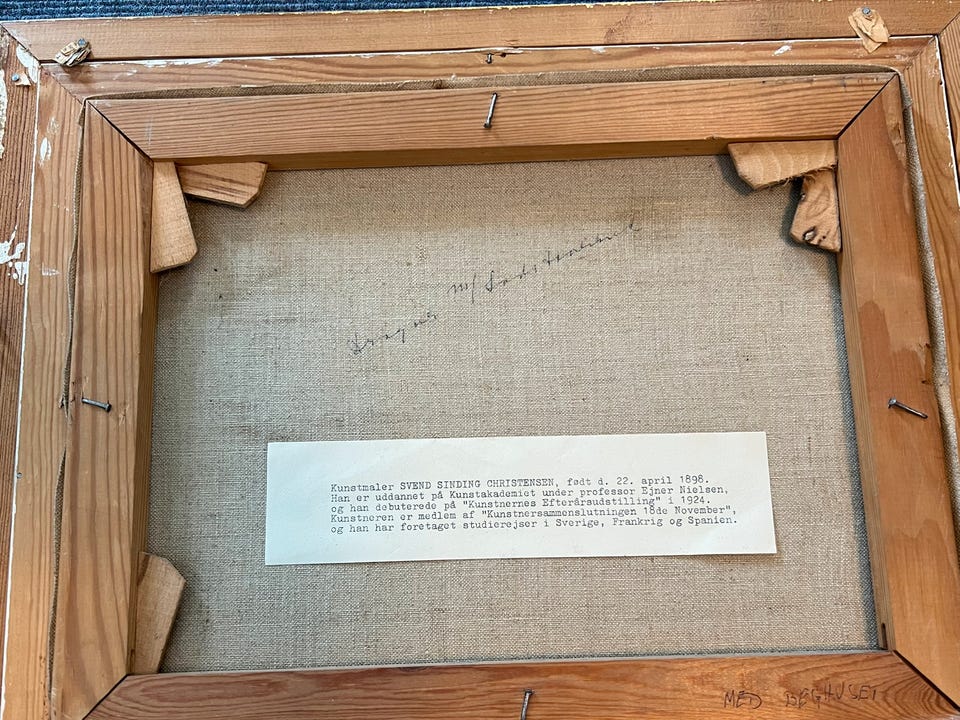 Dragør
m/
Kunstmaler SVEND SINDING CHRISTENSEN, født d. 22. april 1898.
Han er uddannet på Kunstakademiet under professor Ejner Nielsen,
og han debuterede på "Kunstnernes Efterårsudstilling" i 1924.
Kunstneren er medlem af "Kunstnersammenslutningen 18de November",
og han har foretaget studierejser i Sverige, Frankrig og Spanien.
MED BEGHUSET